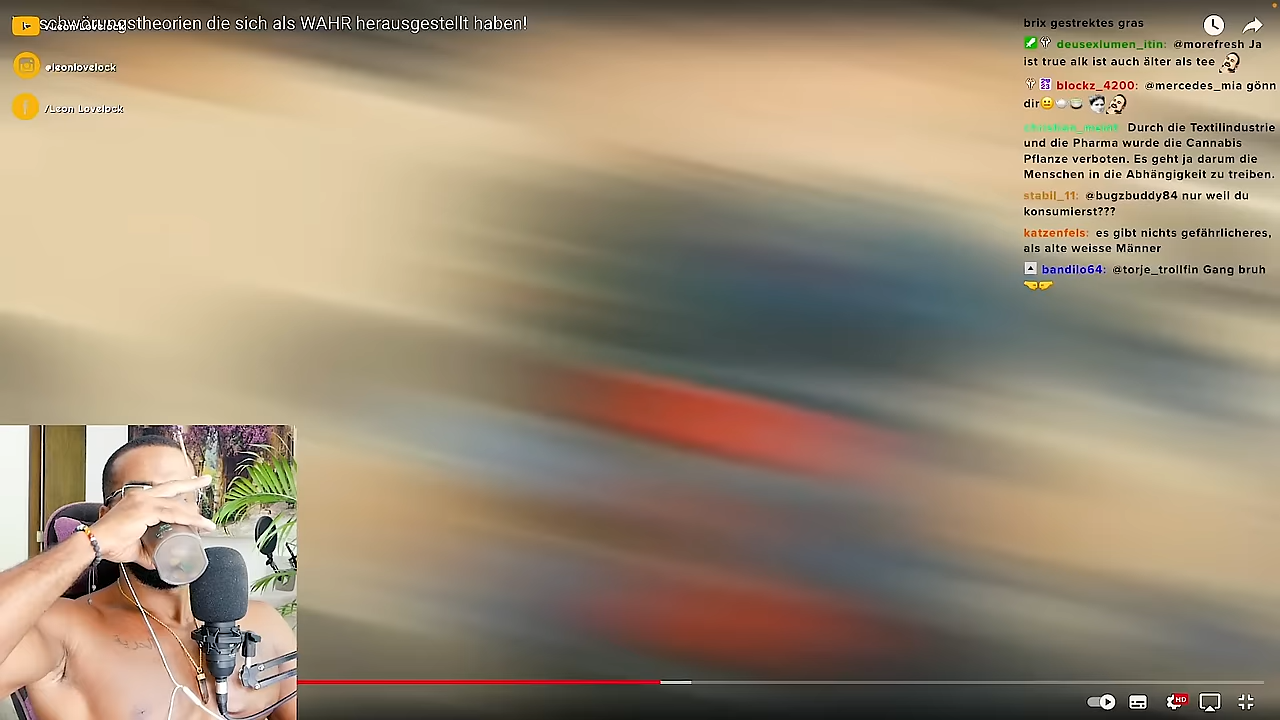 schwörungstheorien die sich als WAHR herausgestellt haben!
/Leon Lovelock
@leonlovelock
/Leon Lovelock
brix gestrektes gras
deusexlumen_itin: @morefresh Ja
ist true alk ist auch älter als tee
blockz_4200: @mercedes_mia gönn
dir
Durch die Textilindustrie
und die Pharma wurde die Cannabis
Pflanze verboten. Es geht ja darum die
Menschen in die Abhängigkeit zu treiben.
stabil_11: @bugzbuddy84 nur weil du
konsumierst???
katzenfels: es gibt nichts gefährlicheres,
als alte weisse Männer
bandilo64: @torje_trollfin Gang bruh
HD